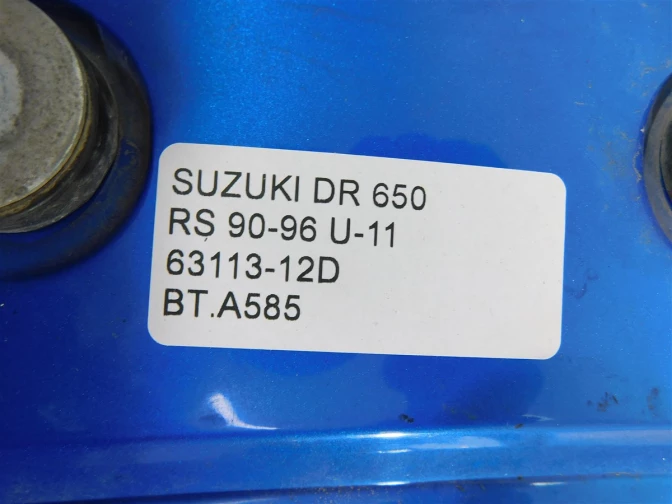 SUZUKI DR 650
RS 90-96 U-11
63113-12D
BT.A585